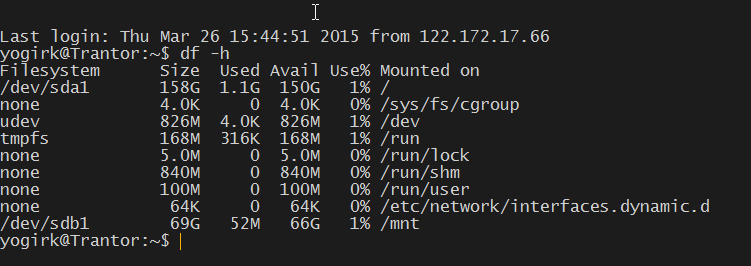 Last login: Thu Mar 26 15:44:51 2015 from 122.172.17.66
yogirk@Trantor:~$ df -h
Filesystem      Size  Used Avail Use% Mounted on
/dev/sda1       158G  1.1G  150G   1% /
none            4.0K     0  4.0K   0% /sys/fs/cgroup
udev            826M  4.0K  826M   1% /dev
tmpfs           168M  316K  168M   1% /run
none            5.0M     0  5.0M   0% /run/lock
none            840M     0  840M   0% /run/shm
none            100M     0  100M   0% /run/user
none             64K     0   64K   0% /etc/network/interfaces.dynamic.d
/dev/sdb1        69G   52M   66G   1% /mnt
yogirk@Trantor:~$